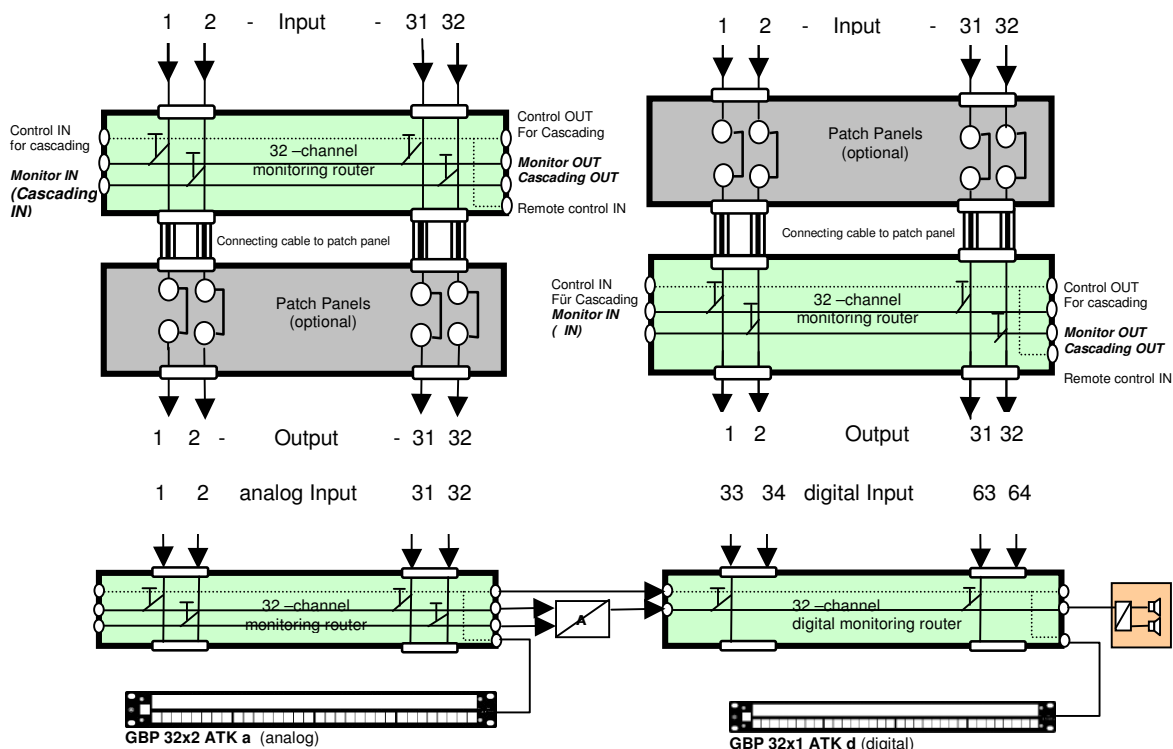 1 2 - Input - 31 32
Control IN
for cascading
Monitor IN
(Cascading
IN)
32 –channel
monitoring router
Control OUT
For Cascading
Monitor OUT
Cascading OUT
Remote control IN
Connecting cable to patch panel
Patch Panels
(optional)
1 2 - Output - 31 32
1 2 - Input - 31 32
Patch Panels
(optional)
Connecting cable to patch panel
Control IN
Für Cascading
Monitor IN
( IN)
32 –channel
monitoring router
Control OUT
For cascading
Monitor OUT
Cascading OUT
Remote control IN
1 2 Output 31 32
1 2 analog Input 31 32
32 –channel
monitoring router
A
GBP 32x2 ATK a (analog)
33 34 digital Input 63 64
32 –channel
digital monitoring router
GBP 32x1 ATK d (digital)